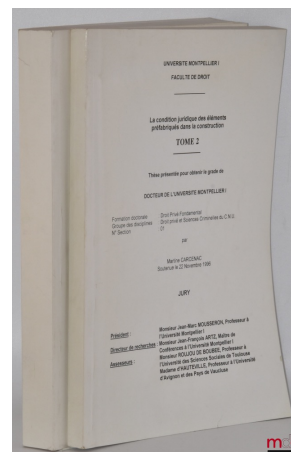 UNIVERSITE MONTPELLIER I
FACULTE DE DROIT
La condition juridique des éléments
préfabriqués dans la construction
TOME 2
Thèse présentée pour obtenir le grade de
DOCTEUR DE L'UNIVERSITE MONTPELLIER I
Formation doctorale Droit Privé Fondamental
Groupe des disciplines Droit privé et Sciences Criminelles du C.N.U.
N° Section 01
par
Martine CARCENAC
Soutenue le 22 Novembre 1996
JURY
Président : Monsieur Jean-Marc MOUSSERON, Professeur à
l'Université Montpellier I
Directeur de recherches : Monsieur Jean-François ARTZ, Maître de
Conférences à l'Université Montpellier I
Assesseurs : Monsieur ROUJOU DE BOUBEE, Professeur à
l'Université des Sciences Sociales de Toulouse
Madame d'HAUTEVILLE, Professeur à l'Université
d'Avignon et des Pays de Vaucluse